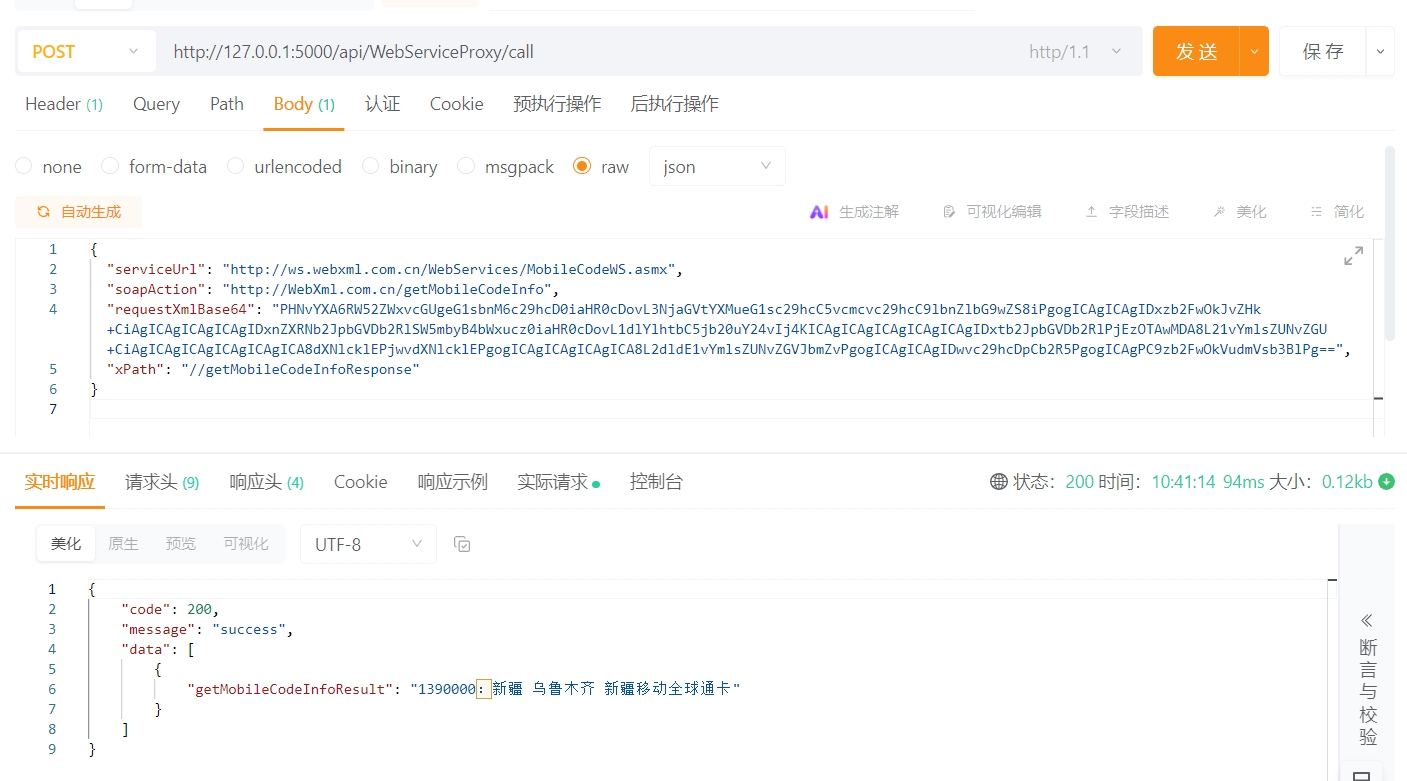 POST http://127.0.0.1:5000/api/WebServiceProxy/call http/1.1 发 送 保 存
Header (1) Query Path Body (1) 认证 Cookie 预执行操作 后执行操作
none form-data urlencoded binary msgpack raw json
自动生成 AI 生成注解 可视化编辑 字段描述 美化 简化
1 {
2 "serviceUrl": "http://ws.webxml.com.cn/WebServices/MobileCodeWS.asmx",
3 "soapAction": "http://WebXml.com.cn/getMobileCodeInfo",
4 "requestXmlBase64": "PHNvYXA6RW52ZWxvcGUgeG1sbnM6c29hcD0iaHR0cDovL3NjaGVtYXMueG1sc29hcC5vcmcvc29hcC9lbnZlbG9wZS8iPgogICAgICAgIDxzb2FwOkJvZHk
+CiAgICAgICAgICAgIDxnZXRNb2JpbGVDb2RlSW5mbyB4bWxucz0iaHR0cDovL1dlYlhtbC5jb20uY24vIj4KICAgICAgICAgICAgICAgIDxtb2JpbGVDb2RlPjEzOTAwMDA8L21vYmlsZUNvZGU
+CiAgICAgICAgICAgICAgICA8dXNlcklEPjwvdXNlcklEPgogICAgICAgICAgICA8L2dldE1vYmlsZUNvZGVJbmZvPgogICAgICAgIDwvc29hcDpCb2R5PgogICAgPC9zb2FwOkVudmVsb3BlPg==",
5 "xPath": "//getMobileCodeInfoResponse"
6 }
7
实时响应 请求头 (9) 响应头 (4) Cookie 响应示例 实际请求 控制台 状态： 200 时间： 10:41:14 94ms 大小： 0.12kb
美化 原生 预览 可视化 UTF-8
1 {
2 "code": 200,
3 "message": "success",
4 "data": [
5 {
6 "getMobileCodeInfoResult": "1390000：新疆 乌鲁木齐 新疆移动全球通卡"
7 }
8 ]
9 }
断言与校验